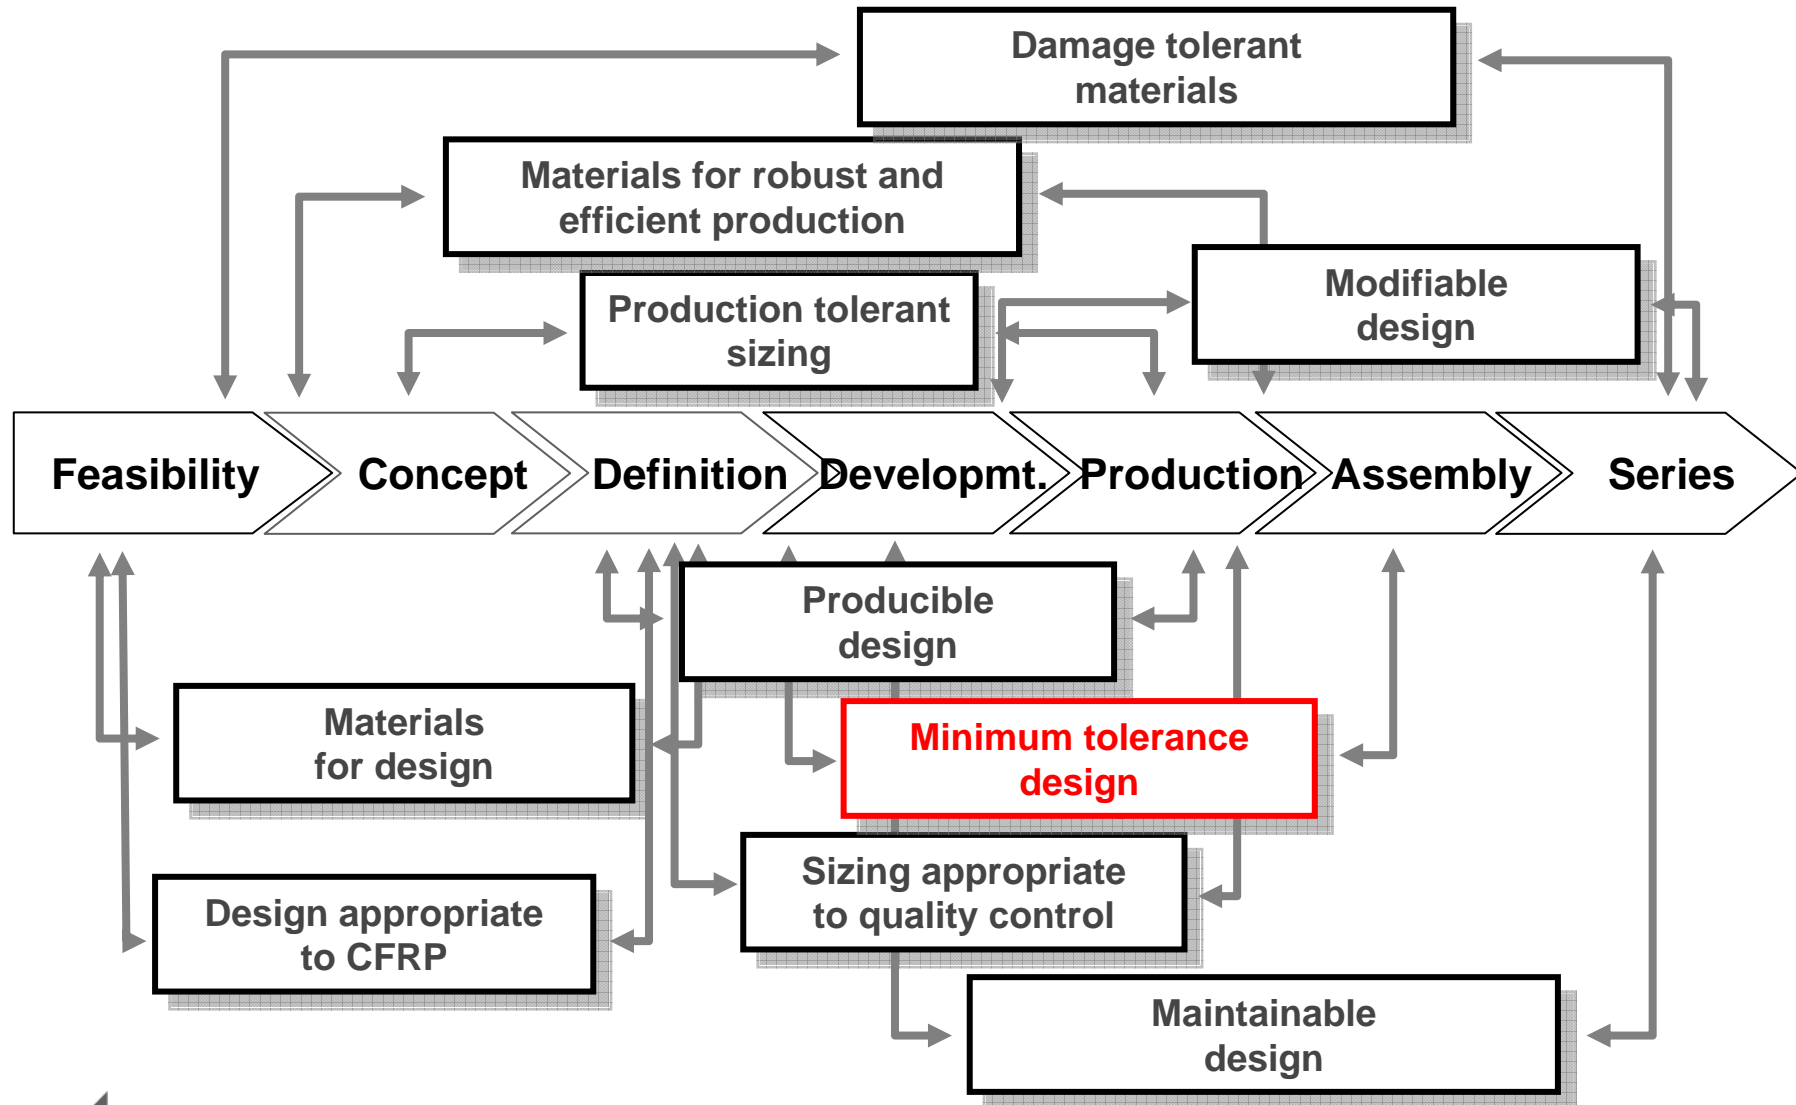 Damage tolerant
materials
Materials for robust and
efficient production
Modifiable
design
Production tolerant
sizing
Feasibility
Concept
Definition
Developmt.
Production
Assembly
Series
Producible
design
Materials
for design
Minimum tolerance
design
Sizing appropriate
to quality control
Design appropriate
to CFRP
Maintainable
design